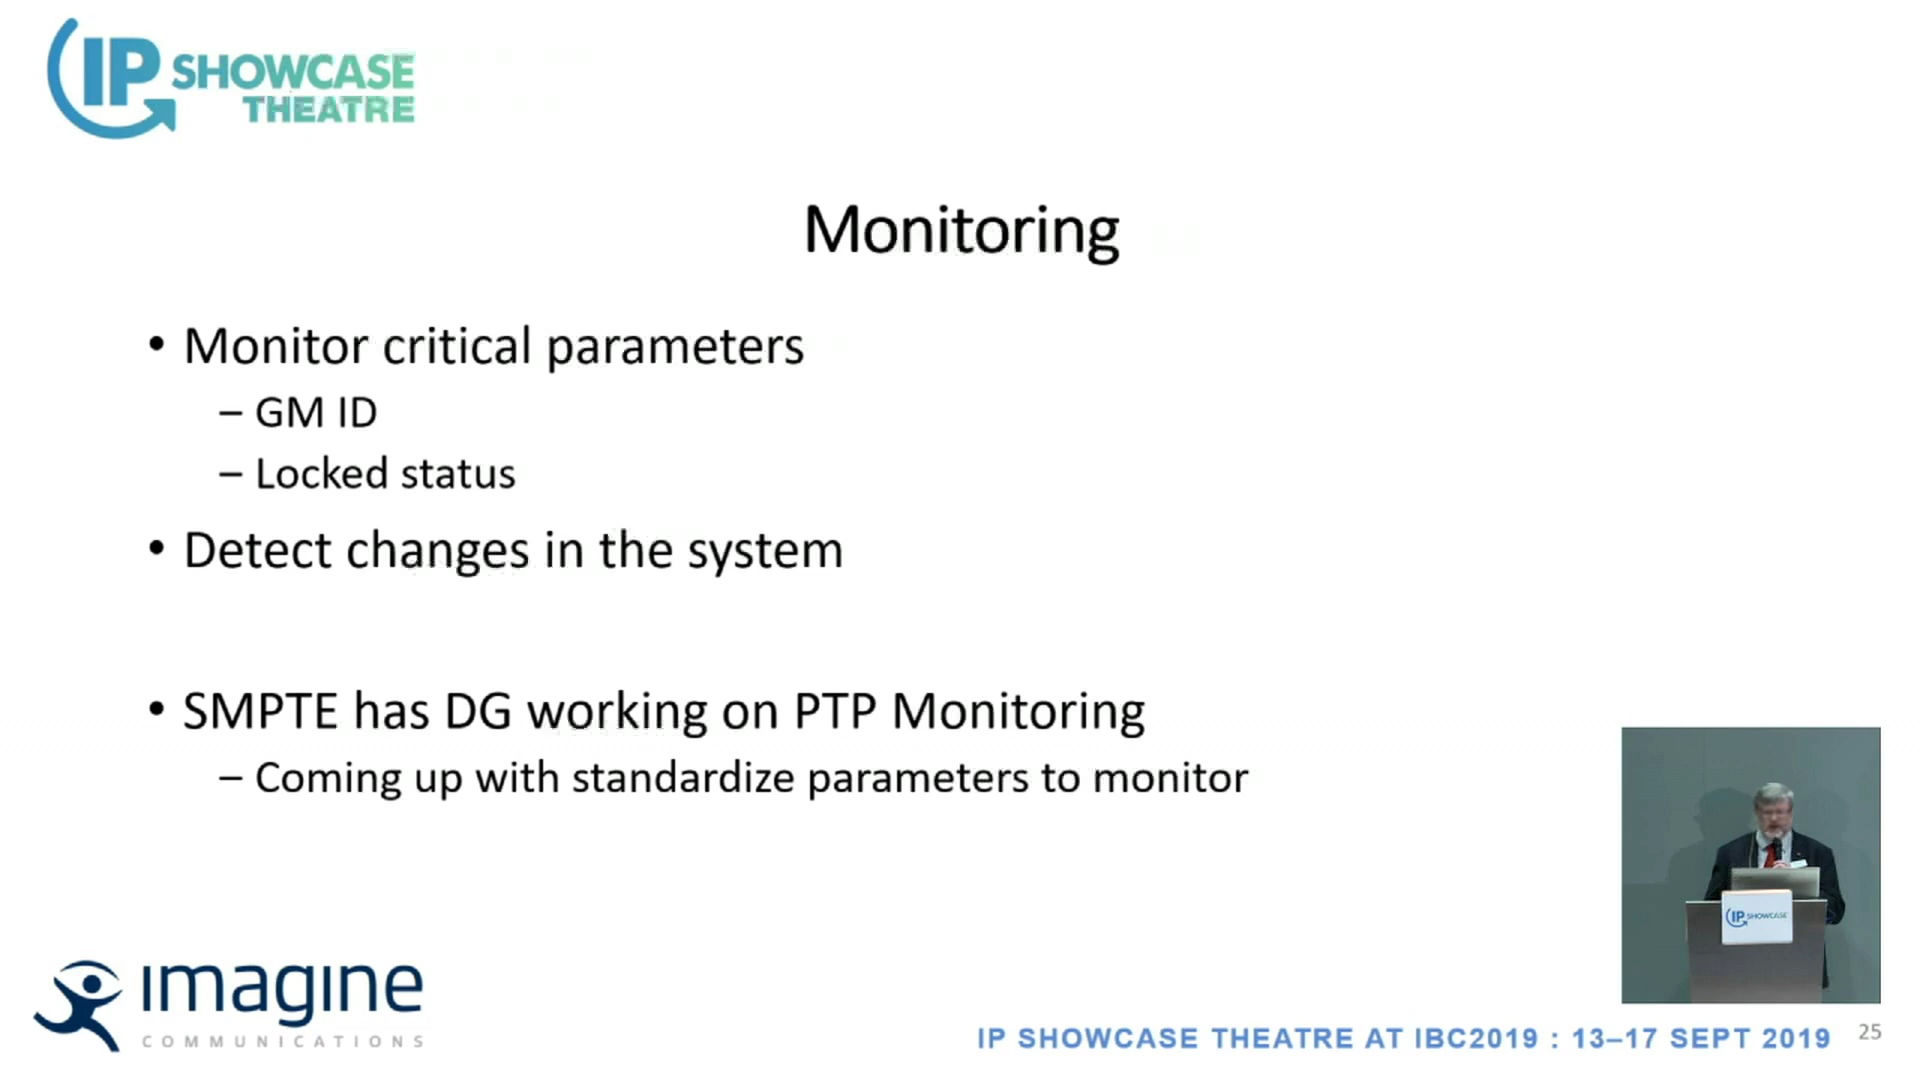 IP SHOWCASE
THEATRE
Monitoring
• Monitor critical parameters
– GM ID
– Locked status
• Detect changes in the system
• SMPTE has DG working on PTP Monitoring
– Coming up with standardize parameters to monitor
IP SHOWCASE
imagine
COMMUNICATIONS
IP SHOWCASE THEATRE AT IBC2019 : 13–17 SEPT 2019
25